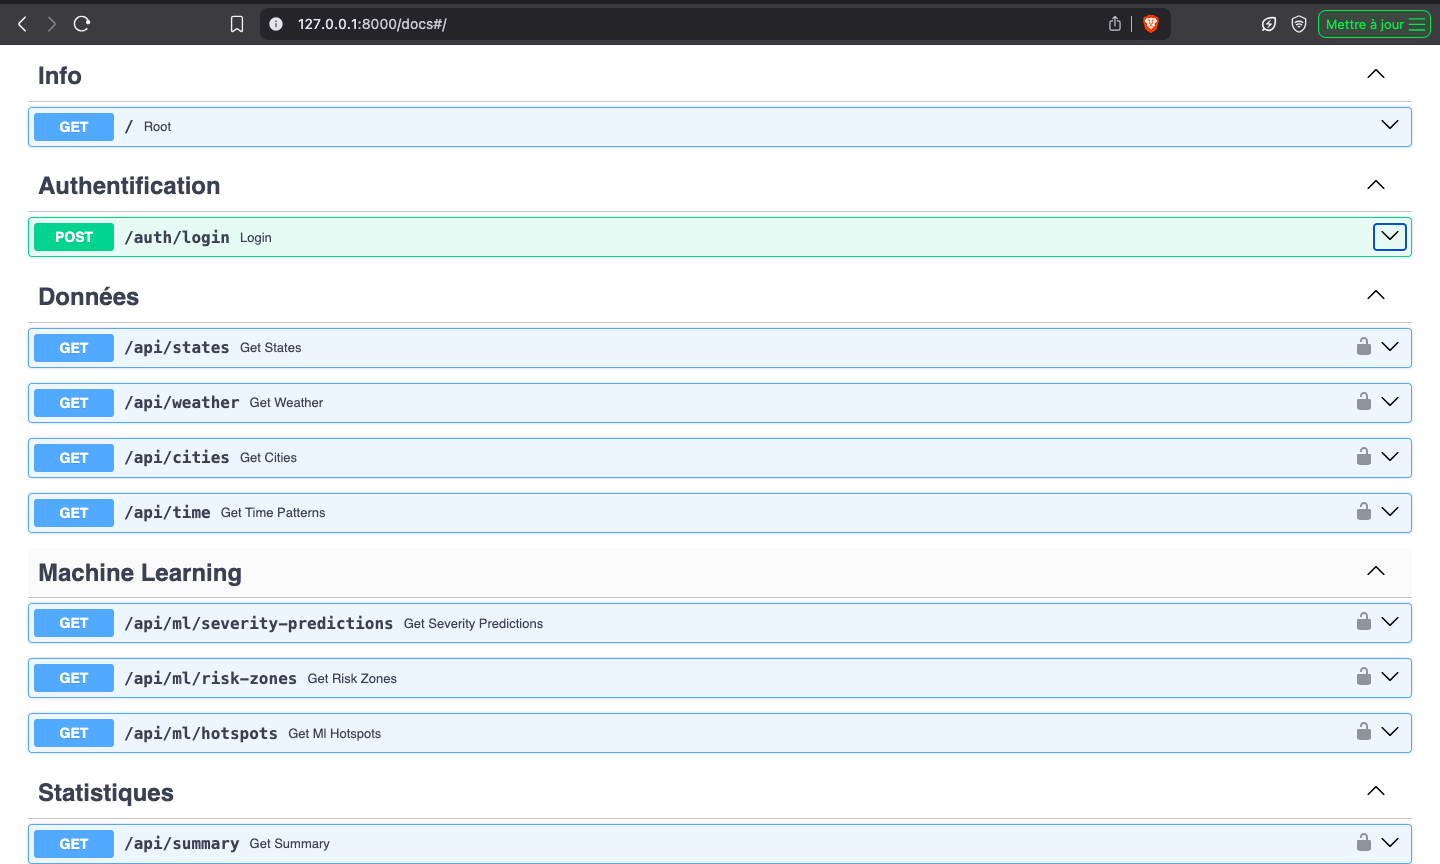 127.0.0.1:8000/docs#/
Mettre à jour
Info
GET / Root
Authentification
POST /auth/login Login
Données
GET /api/states Get States
GET /api/weather Get Weather
GET /api/cities Get Cities
GET /api/time Get Time Patterns
Machine Learning
GET /api/ml/severity-predictions Get Severity Predictions
GET /api/ml/risk-zones Get Risk Zones
GET /api/ml/hotspots Get Ml Hotspots
Statistiques
GET /api/summary Get Summary